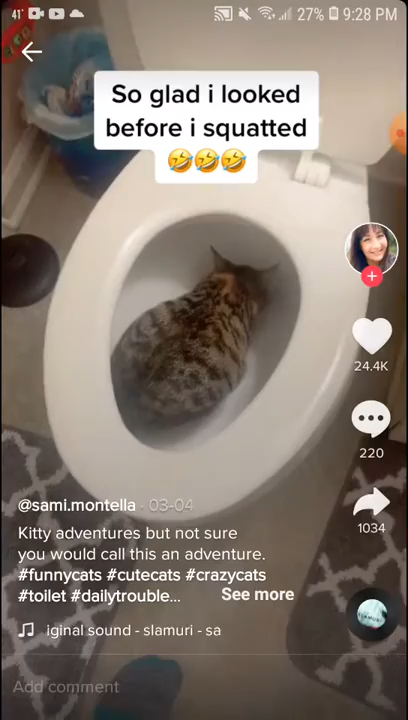 41°
27% 9:28 PM
So glad i looked
before i squatted
🤣🤣🤣
24.4K
220
1034
@sami.montella · 03-04
Kitty adventures but not sure
you would call this an adventure.
#funnycats #cutecats #crazycats
#toilet #dailytrouble... See more
iginal sound - slamuri - sa
Add comment